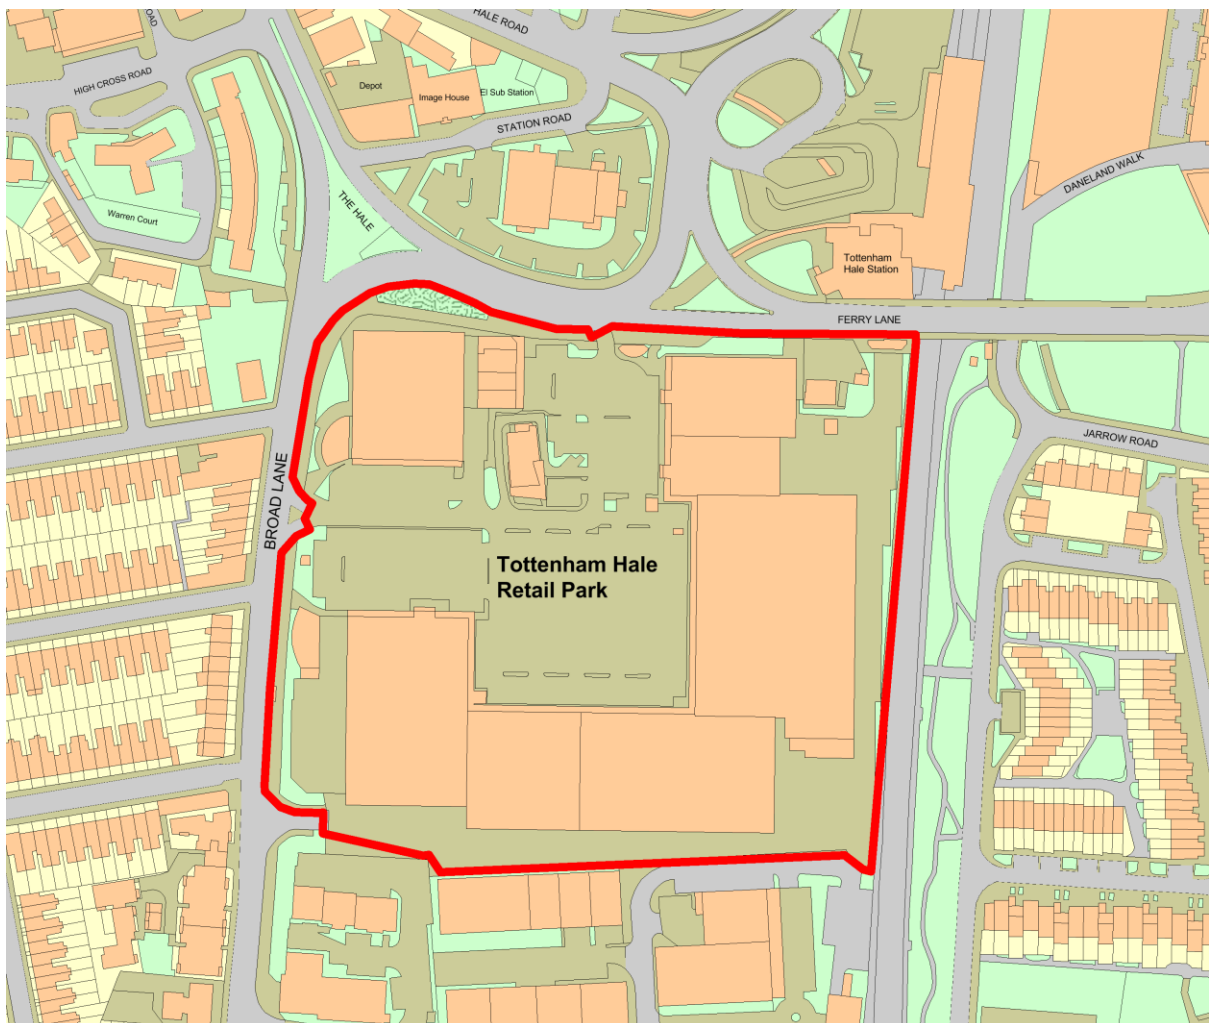 ROAD
HALE ROAD
HIGH CROSS ROAD
Depot
Image House
El Sub Station
STATION ROAD
DANELAND WALK
THE HALE
Warren Court
Tottenham
Hale Station
FERRY LANE
JARROW ROAD
BROAD LANE
Tottenham Hale
Retail Park